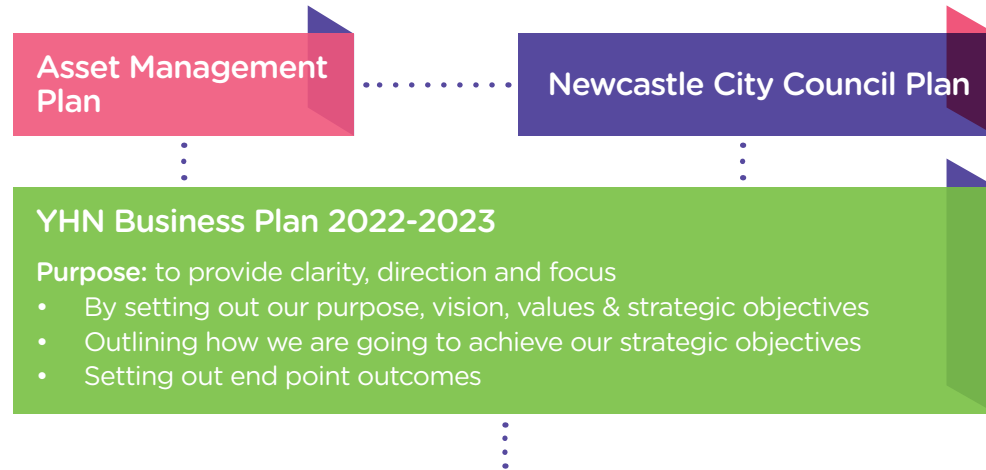 Asset Management
Plan
Newcastle City Council Plan
YHN Business Plan 2022-2023
Purpose: to provide clarity, direction and focus
• By setting out our purpose, vision, values & strategic objectives
• Outlining how we are going to achieve our strategic objectives
• Setting out end point outcomes